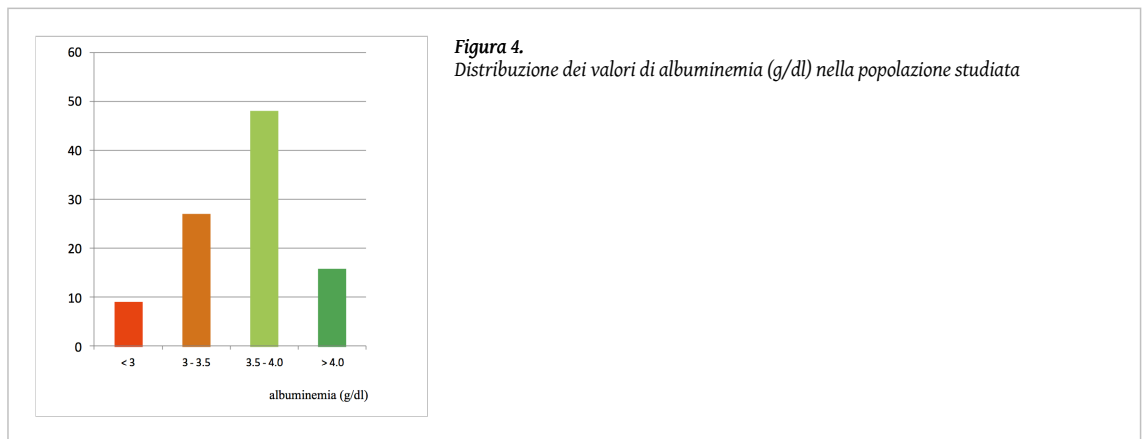 Figura 4.
Distribuzione dei valori di albuminemia (g/dl) nella popolazione studiata
60
50
40
30
20
10
0
< 3
3 - 3.5
3.5 - 4.0
> 4.0
albuminemia (g/dl)